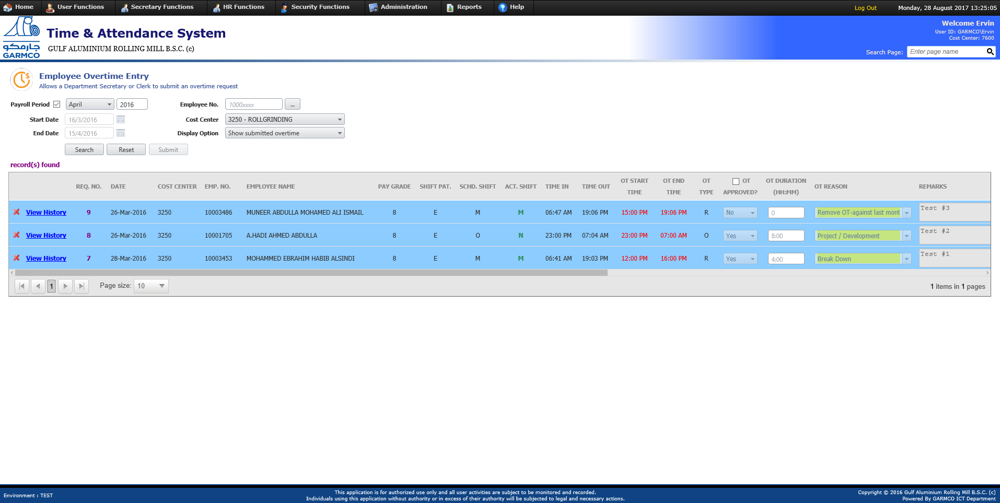 Home User Functions Secretary Functions HR Functions Security Functions Administration Reports Help Log Out Monday, 28 August 2017 13:25:05
جارمكو
GARMCO
Time & Attendance System
GULF ALUMINIUM ROLLING MILL B.S.C. (c)
Welcome Ervin
User ID: GARMCO\Ervin
Cost Center: 7600
Search Page: Enter page name
Employee Overtime Entry
Allows a Department Secretary or Clerk to submit an overtime request
Payroll Period April 2016 Employee No. 1000xxxx ...
Start Date 16/3/2016 Cost Center 3250 - ROLLGRINDING
End Date 15/4/2016 Display Option Show submitted overtime
Search Reset Submit
record(s) found
REQ. NO. DATE COST CENTER EMP. NO. EMPLOYEE NAME PAY GRADE SHIFT PAT. SCHD. SHIFT ACT. SHIFT TIME IN TIME OUT OT START TIME OT END TIME OT TYPE OT APPROVED? OT DURATION (HH:MM) OT REASON REMARKS
View History 9 26-Mar-2016 3250 10003486 MUNEER ABDULLA MOHAMED ALI ISMAIL 8 E M M 06:47 AM 19:06 PM 15:00 PM 19:06 PM R No 0 Remove OT-against last mont Test #3
View History 8 26-Mar-2016 3250 10001705 A.HADI AHMED ABDULLA 8 E O N 23:00 PM 07:04 AM 23:00 PM 07:00 AM O Yes 8:00 Project / Development Test #2
View History 7 28-Mar-2016 3250 10003453 MOHAMMED EBRAHIM HABIB ALSINDI 8 E M M 06:41 AM 19:03 PM 12:00 PM 16:00 PM R Yes 4:00 Break Down Test #1
1 Page size: 10 1 items in 1 pages
Environment : TEST
This application is for authorized use only and all user activities are subject to be monitored and recorded.
Individuals using this application without authority or in excess of their authority will be subjected to legal and necessary actions.
Copyright © 2016 Gulf Aluminium Rolling Mill B.S.C. (c)
Powered By GARMCO ICT Department